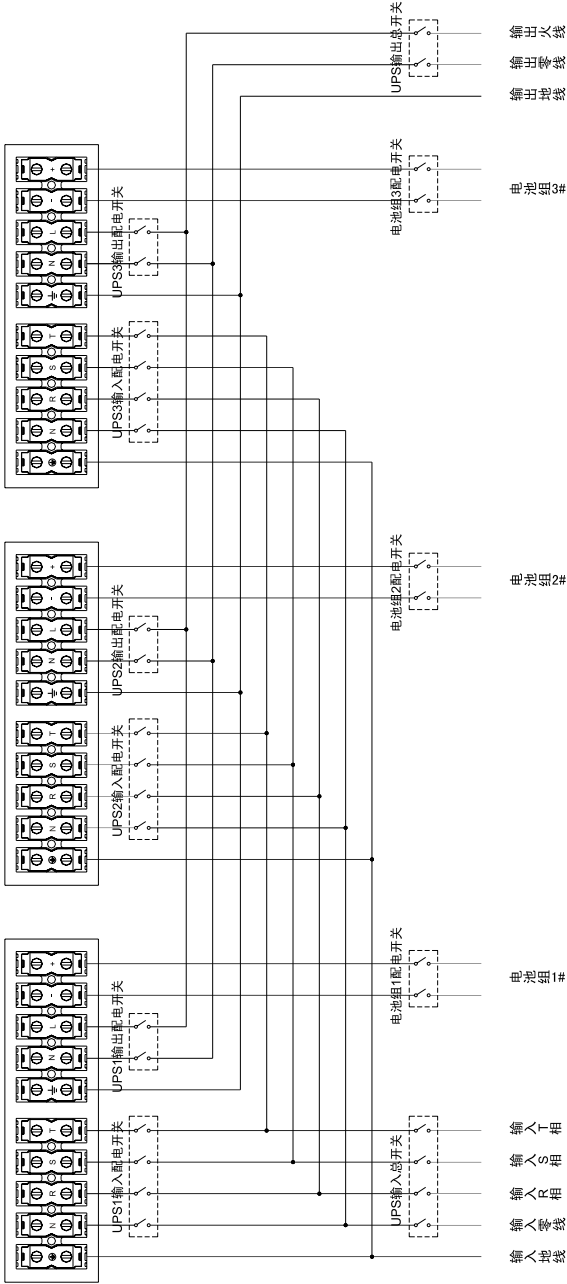 N R S T N L - +
N R S T N L - +
N R S T N L - +
UPS1输入配电开关
UPS1输出配电开关
UPS2输入配电开关
UPS2输出配电开关
UPS3输入配电开关
UPS3输出配电开关
UPS输入总开关
电池组1配电开关
电池组2配电开关
电池组3配电开关
UPS输出总开关
输入地线
输入零线
输入R相
输入S相
输入T相
电池组1#
电池组2#
电池组3#
输出地线
输出零线
输出火线